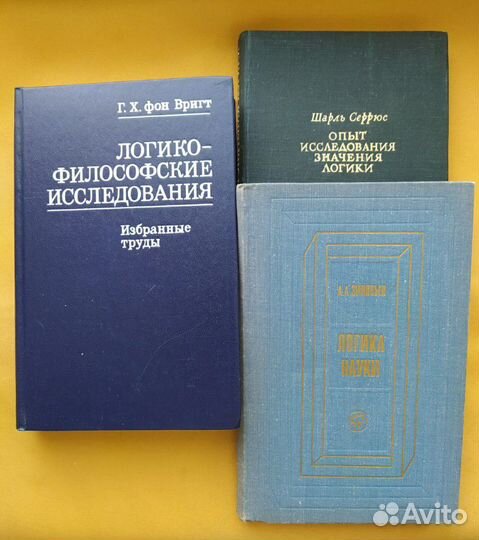 Г. Х. фон Вригт
ЛОГИКО-
ФИЛОСОФСКИЕ
ИССЛЕДОВАНИЯ
Избранные
труды
Шарль Серрюс
ОПЫТ
ИССЛЕДОВАНИЯ
ЗНАЧЕНИЯ
ЛОГИКИ
А. А. ЗИНОВЬЕВ
ЛОГИКА
НАУКИ
Avito